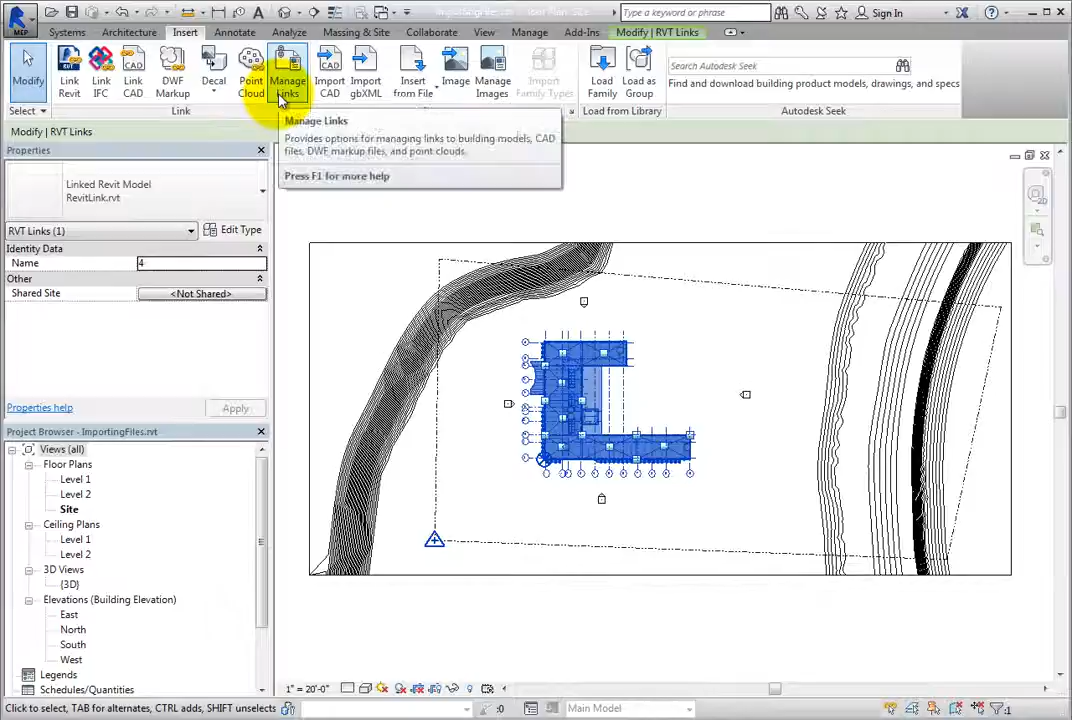 Type a keyword or phrase
Sign In
MEP
Systems Architecture Insert Annotate Analyze Massing & Site Collaborate View Manage Add-Ins Modify | RVT Links
Modify
Link Revit
Link IFC
Link CAD
DWF Markup
Decal
Point Cloud
Manage Links
Import CAD
Import gbXML
Insert from File
Image
Manage Images
Import Family Types
Load Family
Load as Group
Search Autodesk Seek
Find and download building product models, drawings, and specs
Select
Link
Load from Library
Autodesk Seek
Modify | RVT Links
Manage Links
Provides options for managing links to building models, CAD
files, DWF markup files, and point clouds.
Press F1 for more help
Properties
Linked Revit Model
RevitLink.rvt
RVT Links (1)
Edit Type
Identity Data
Name 4
Other
Shared Site <Not Shared>
Properties help
Apply
Project Browser - ImportingFiles.rvt
Views (all)
Floor Plans
Level 1
Level 2
Site
Ceiling Plans
Level 1
Level 2
3D Views
{3D}
Elevations (Building Elevation)
East
North
South
West
Legends
Schedules/Quantities
2D
1" = 20'-0"
Click to select, TAB for alternates, CTRL adds, SHIFT unselects
:0
Main Model
:1